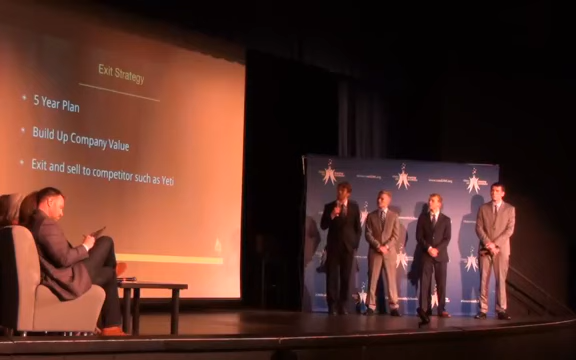 Exit Strategy
5 Year Plan
Build Up Company Value
Exit and sell to competitor such as Yeti